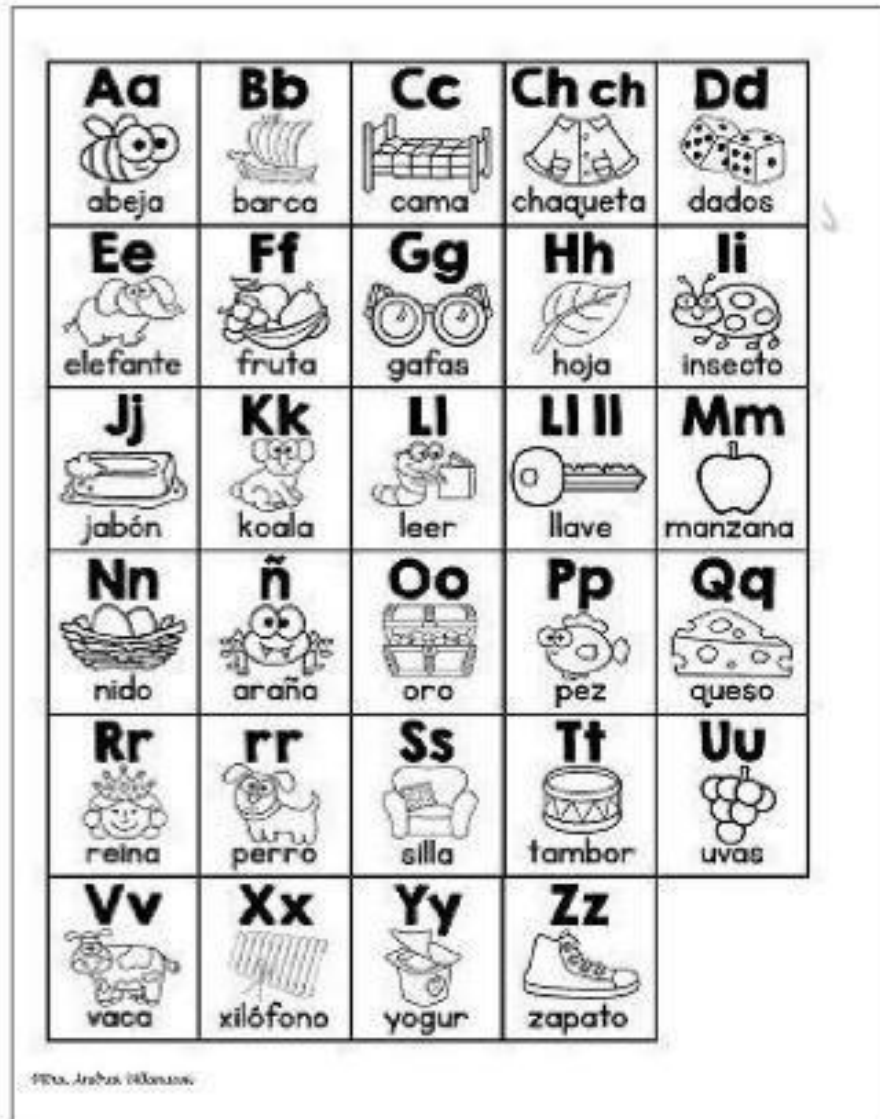 Aa Bb Cc Ch ch Dd
abeja barca cama chaqueta dados
Ee Ff Gg Hh Ii
elefante fruta gafas hoja insecto
Jj Kk Ll Ll ll Mm
jabón koala leer llave manzana
Nn ñ Oo Pp Qq
nido araña oro pez queso
Rr rr Ss Tt Uu
reina perro silla tambor uvas
Vv Xx Yy Zz
vaca xilófono yogur zapato